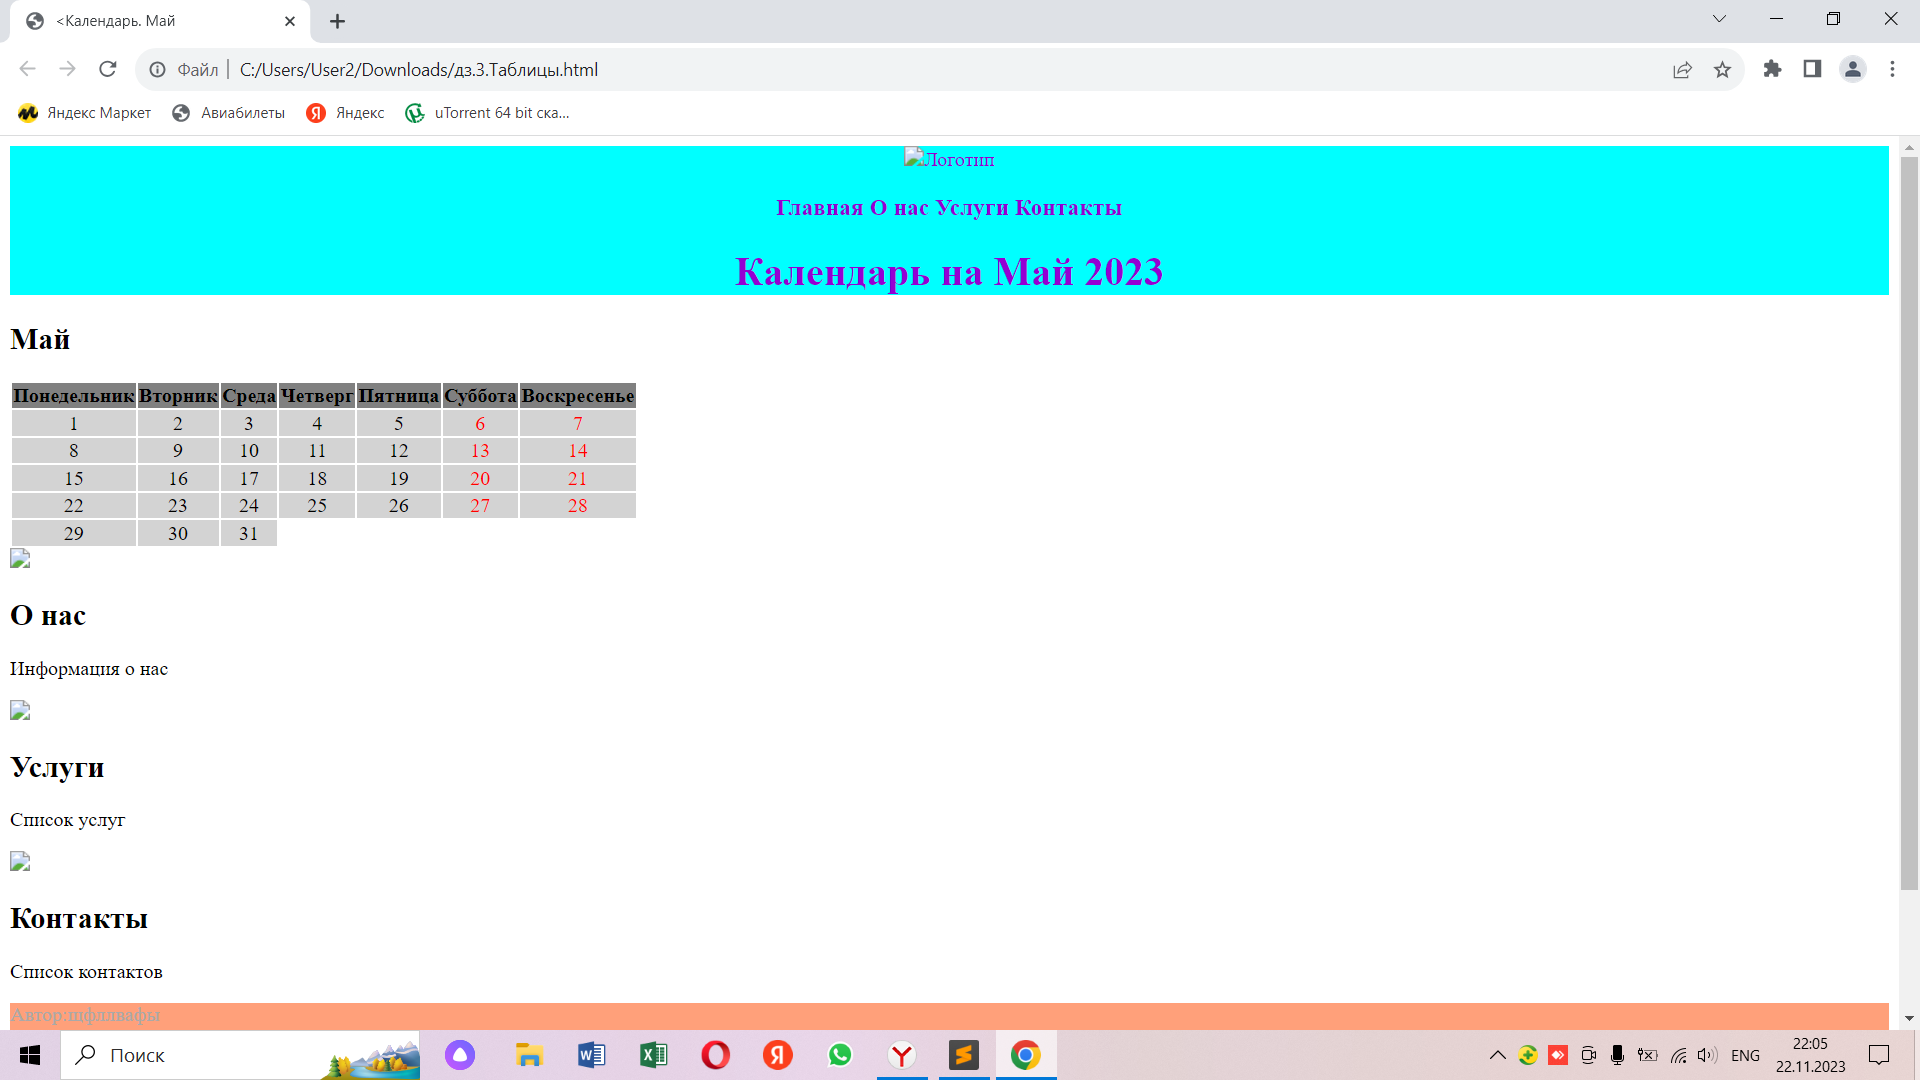 <Календарь. Май
Файл | C:/Users/User2/Downloads/дз.3.Таблицы.html
Яндекс Маркет Авиабилеты Яндекс uTorrent 64 bit ска...
Логотип
Главная О нас Услуги Контакты
Календарь на Май 2023
Май
Понедельник Вторник Среда Четверг Пятница Суббота Воскресенье
1 2 3 4 5 6 7
8 9 10 11 12 13 14
15 16 17 18 19 20 21
22 23 24 25 26 27 28
29 30 31
О нас
Информация о нас
Услуги
Список услуг
Контакты
Список контактов
Автор:щфллвафы
Поиск
ENG
22:05
22.11.2023